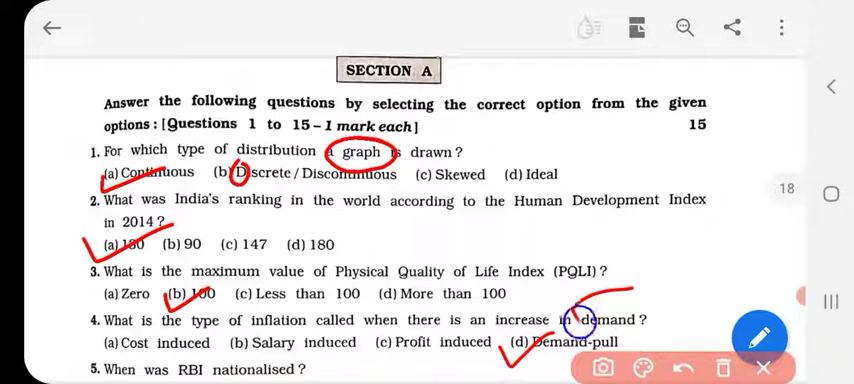 SECTION A
Answer the following questions by selecting the correct option from the given
options : [Questions 1 to 15 – 1 mark each] 15
1. For which type of distribution a graph is drawn ?
(a) Continuous (b) Discrete / Discontinuous (c) Skewed (d) Ideal
2. What was India's ranking in the world according to the Human Development Index
in 2014 ?
(a) 130 (b) 90 (c) 147 (d) 180
3. What is the maximum value of Physical Quality of Life Index (PQLI) ?
(a) Zero (b) 100 (c) Less than 100 (d) More than 100
4. What is the type of inflation called when there is an increase in demand ?
(a) Cost induced (b) Salary induced (c) Profit induced (d) Demand-pull
5. When was RBI nationalised ?
18